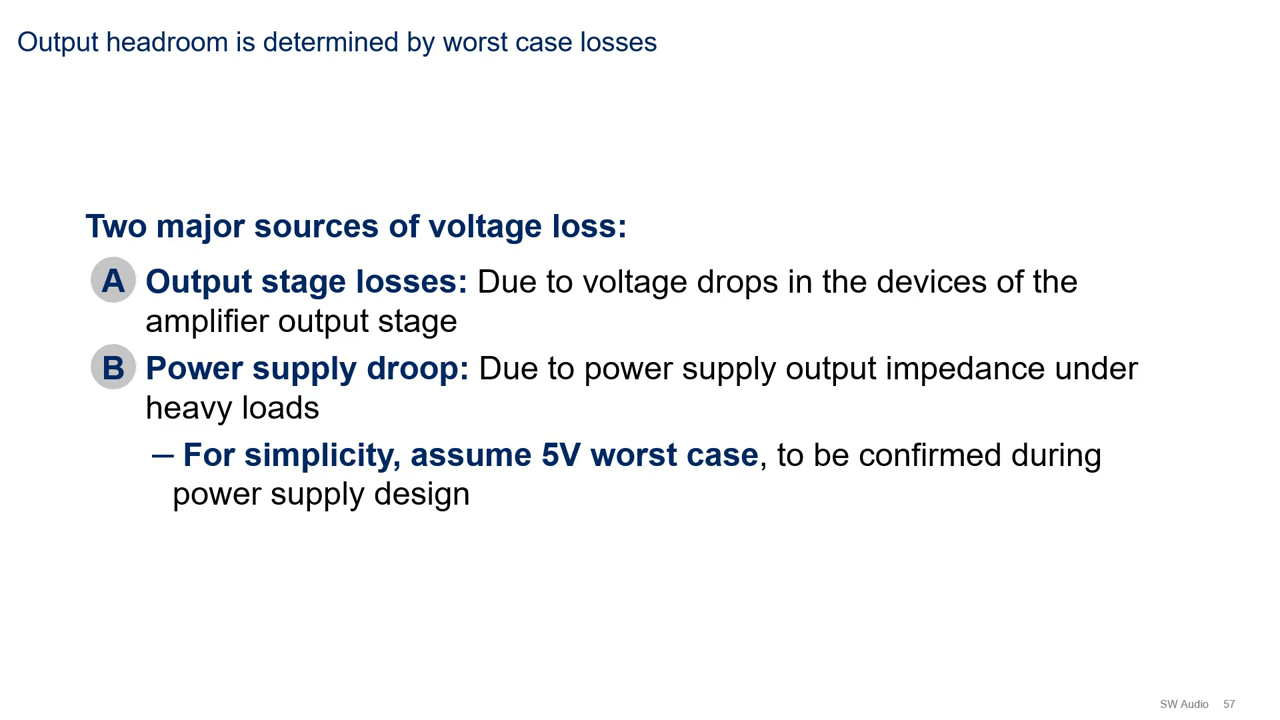 Output headroom is determined by worst case losses
Two major sources of voltage loss:
A Output stage losses: Due to voltage drops in the devices of the
amplifier output stage
B Power supply droop: Due to power supply output impedance under
heavy loads
– For simplicity, assume 5V worst case, to be confirmed during
power supply design
SW Audio 57